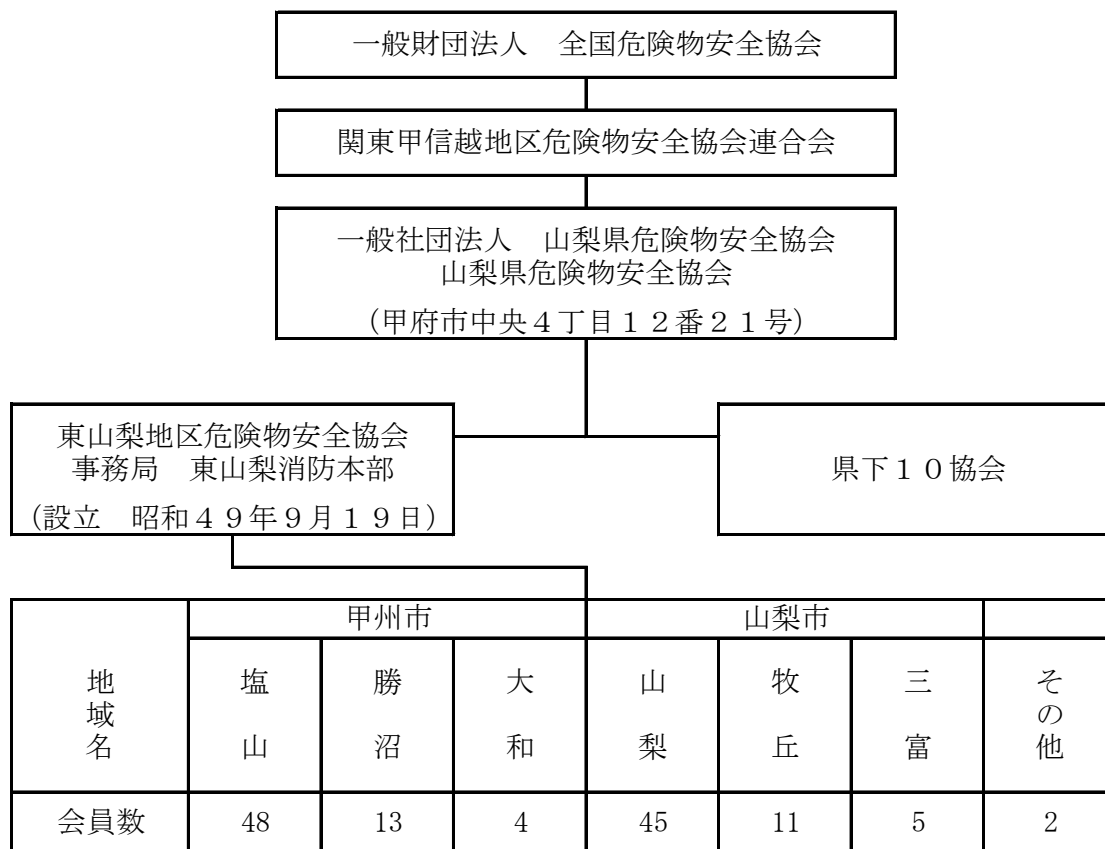 一般財団法人　全国危険物安全協会
関東甲信越地区危険物安全協会連合会
一般社団法人　山梨県危険物安全協会
山梨県危険物安全協会
（甲府市中央４丁目１２番２１号）
東山梨地区危険物安全協会
事務局　東山梨消防本部
（設立　昭和４９年９月１９日）
県下１０協会
地域名
甲州市
山梨市
塩山
勝沼
大和
山梨
牧丘
三富
その他
会員数 48 13 4 45 11 5 2